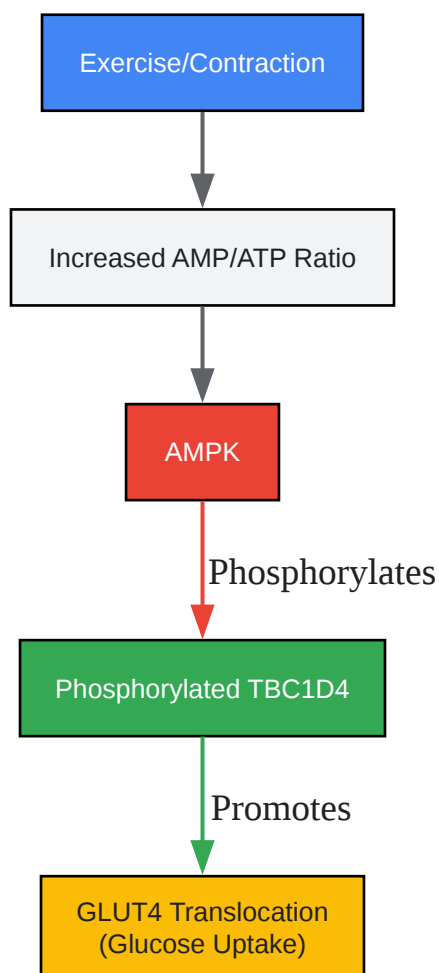 Exercise/Contraction
Increased AMP/ATP Ratio
AMPK
Phosphorylates
Phosphorylated TBC1D4
Promotes
GLUT4 Translocation
(Glucose Uptake)